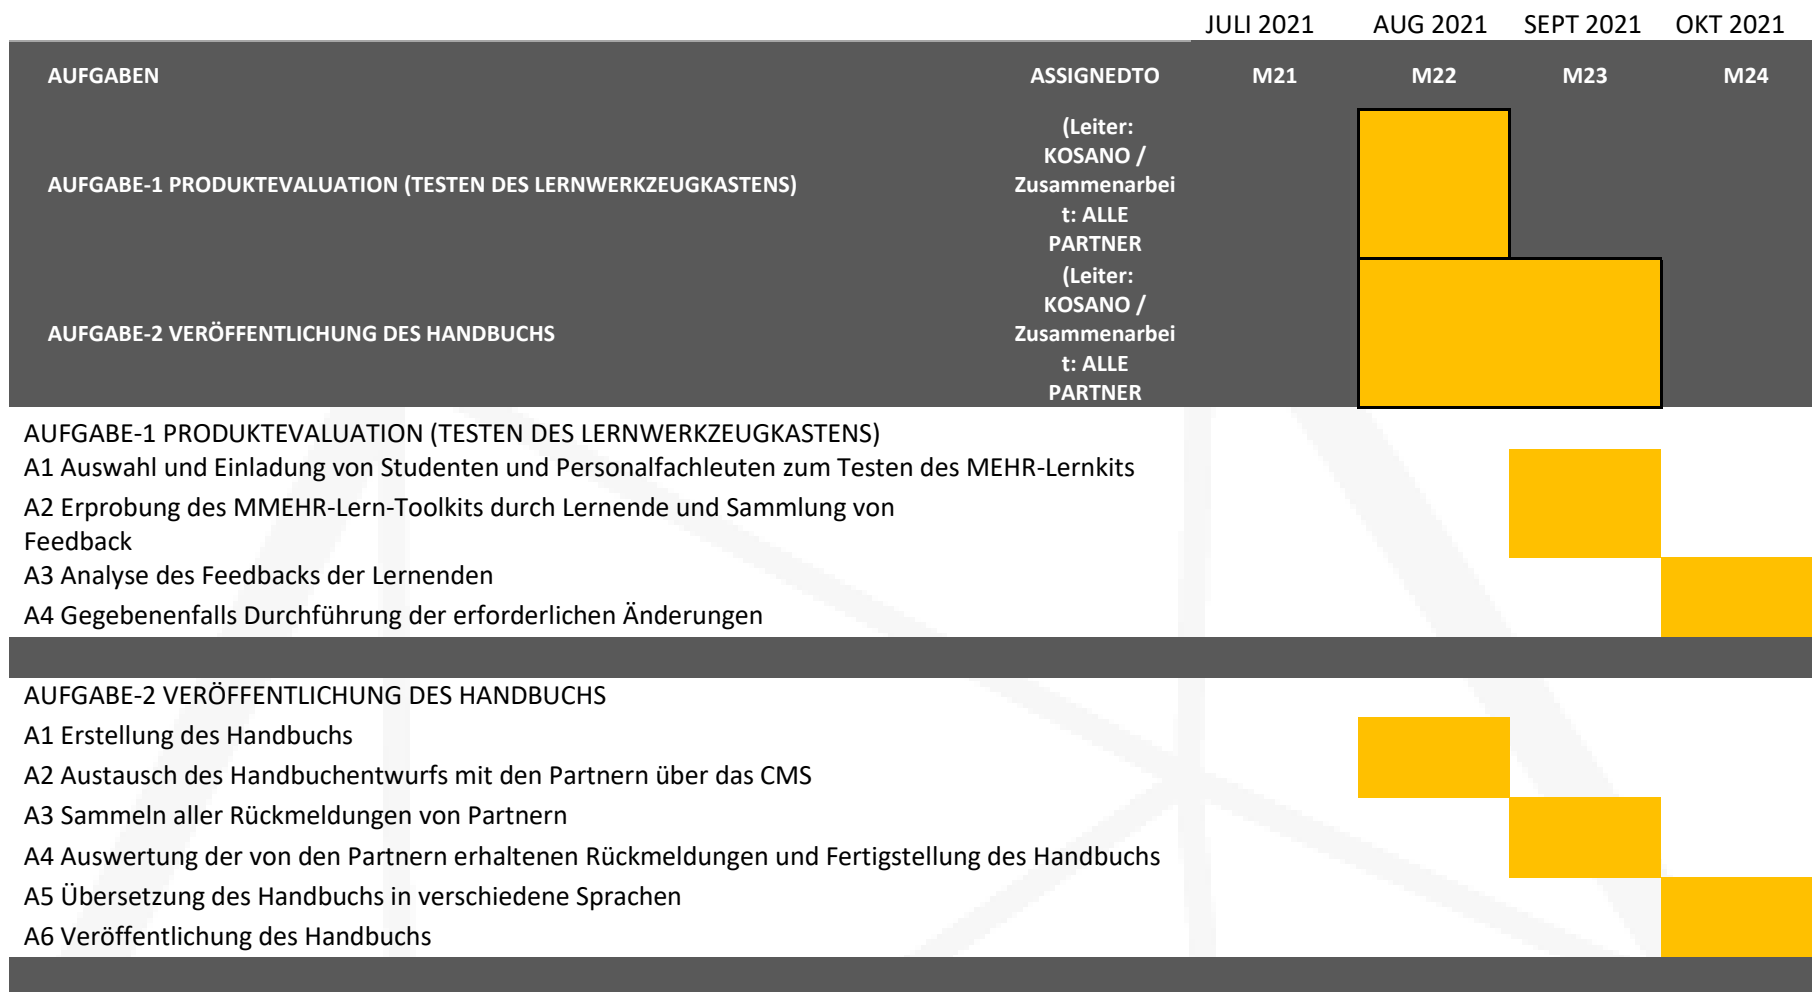 JULI 2021 AUG 2021 SEPT 2021 OKT 2021
AUFGABEN ASSIGNEDTO M21 M22 M23 M24
AUFGABE-1 PRODUKTEVALUATION (TESTEN DES LERNWERKZEUGKASTENS)
(Leiter:
KOSANO /
Zusammenarbei
t: ALLE
PARTNER
AUFGABE-2 VERÖFFENTLICHUNG DES HANDBUCHS
(Leiter:
KOSANO /
Zusammenarbei
t: ALLE
PARTNER
AUFGABE-1 PRODUKTEVALUATION (TESTEN DES LERNWERKZEUGKASTENS)
A1 Auswahl und Einladung von Studenten und Personalfachleuten zum Testen des MEHR-Lernkits
A2 Erprobung des MMEHR-Lern-Toolkits durch Lernende und Sammlung von
Feedback
A3 Analyse des Feedbacks der Lernenden
A4 Gegebenenfalls Durchführung der erforderlichen Änderungen
AUFGABE-2 VERÖFFENTLICHUNG DES HANDBUCHS
A1 Erstellung des Handbuchs
A2 Austausch des Handbuchentwurfs mit den Partnern über das CMS
A3 Sammeln aller Rückmeldungen von Partnern
A4 Auswertung der von den Partnern erhaltenen Rückmeldungen und Fertigstellung des Handbuchs
A5 Übersetzung des Handbuchs in verschiedene Sprachen
A6 Veröffentlichung des Handbuchs